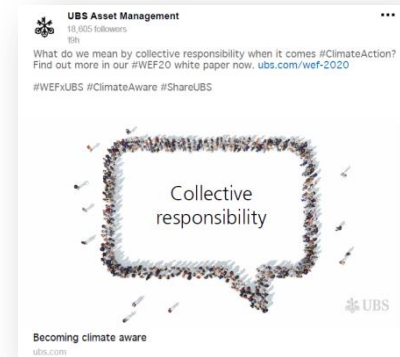 UBS Asset Management
18,605 followers
19h
What do we mean by collective responsibility when it comes #ClimateAction?
Find out more in our #WEF20 white paper now. ubs.com/wef-2020
#WEFxUBS #ClimateAware #ShareUBS
Collective
responsibility
UBS
Becoming climate aware
ubs.com